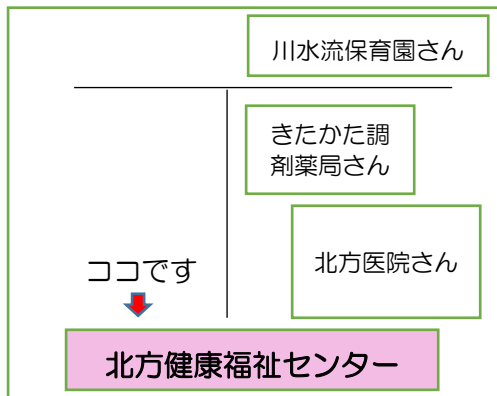 川水流保育園さん
きたかた調
剤薬局さん
北方医院さん
ココです
北方健康福祉センター